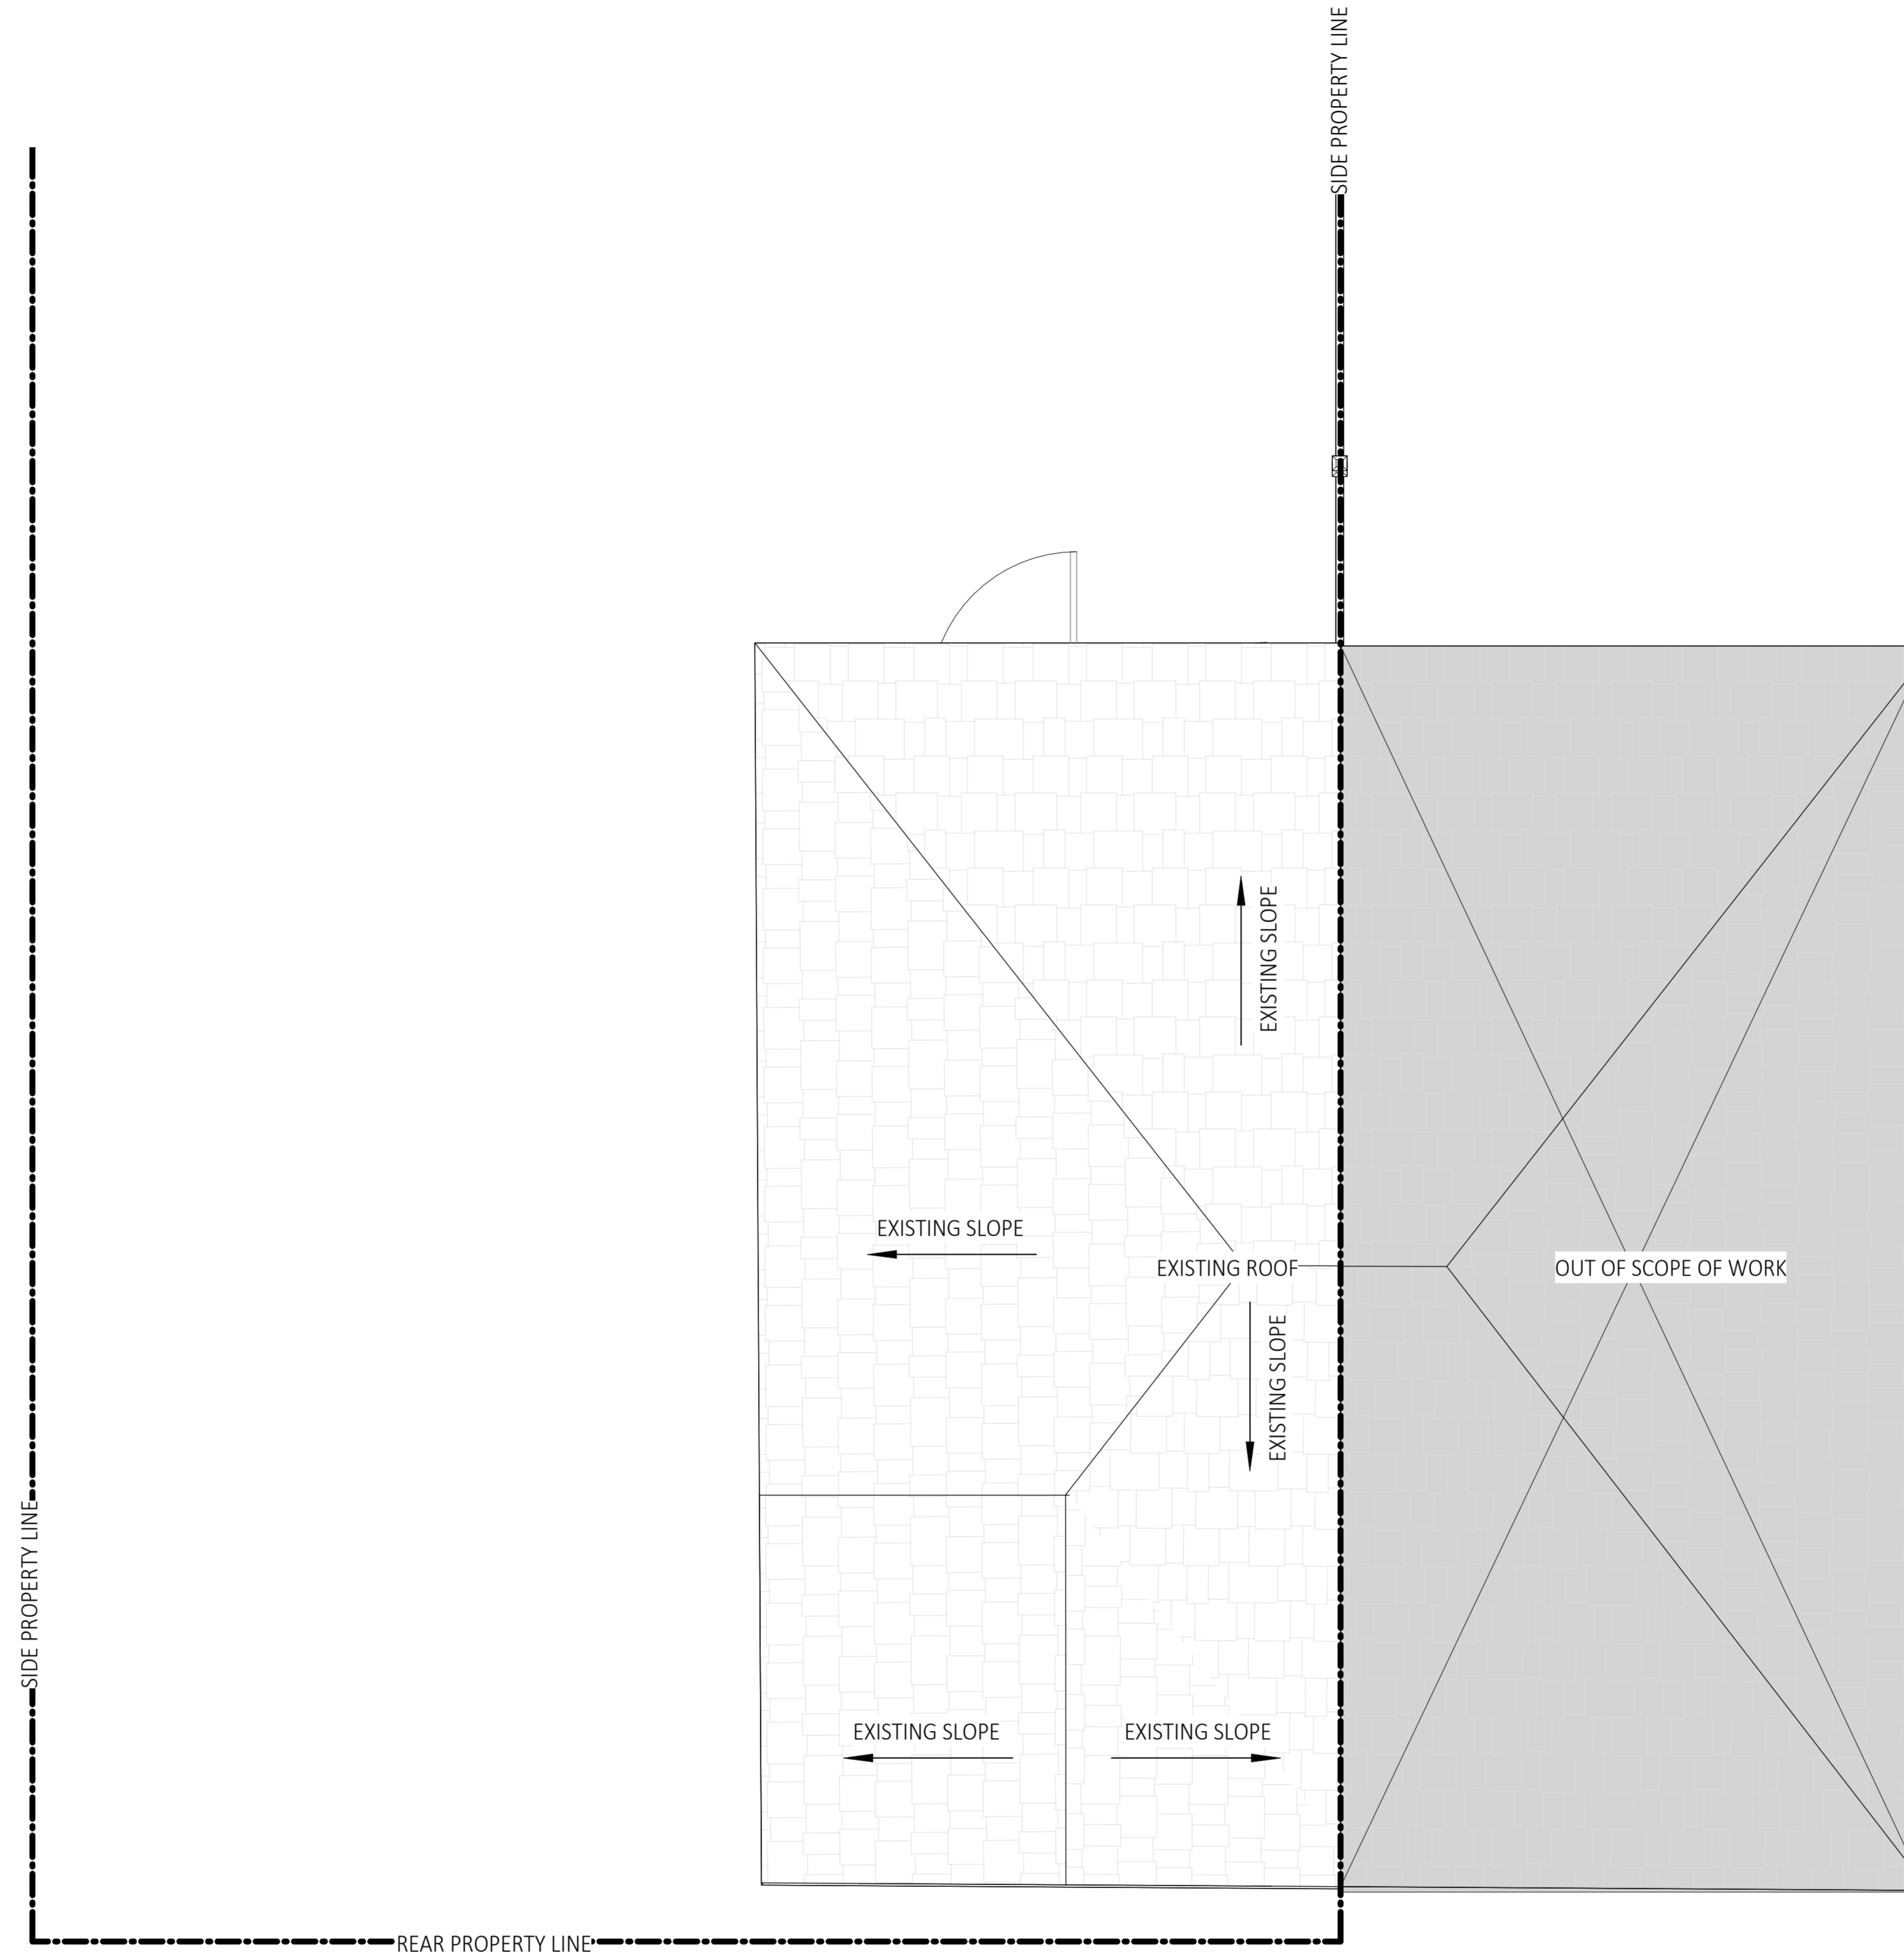 SIDE PROPERTY LINE
EXISTING SLOPE
EXISTING SLOPE
EXISTING ROOF
OUT OF SCOPE OF WORK
EXISTING SLOPE
SIDE PROPERTY LINE
EXISTING SLOPE
EXISTING SLOPE
REAR PROPERTY LINE